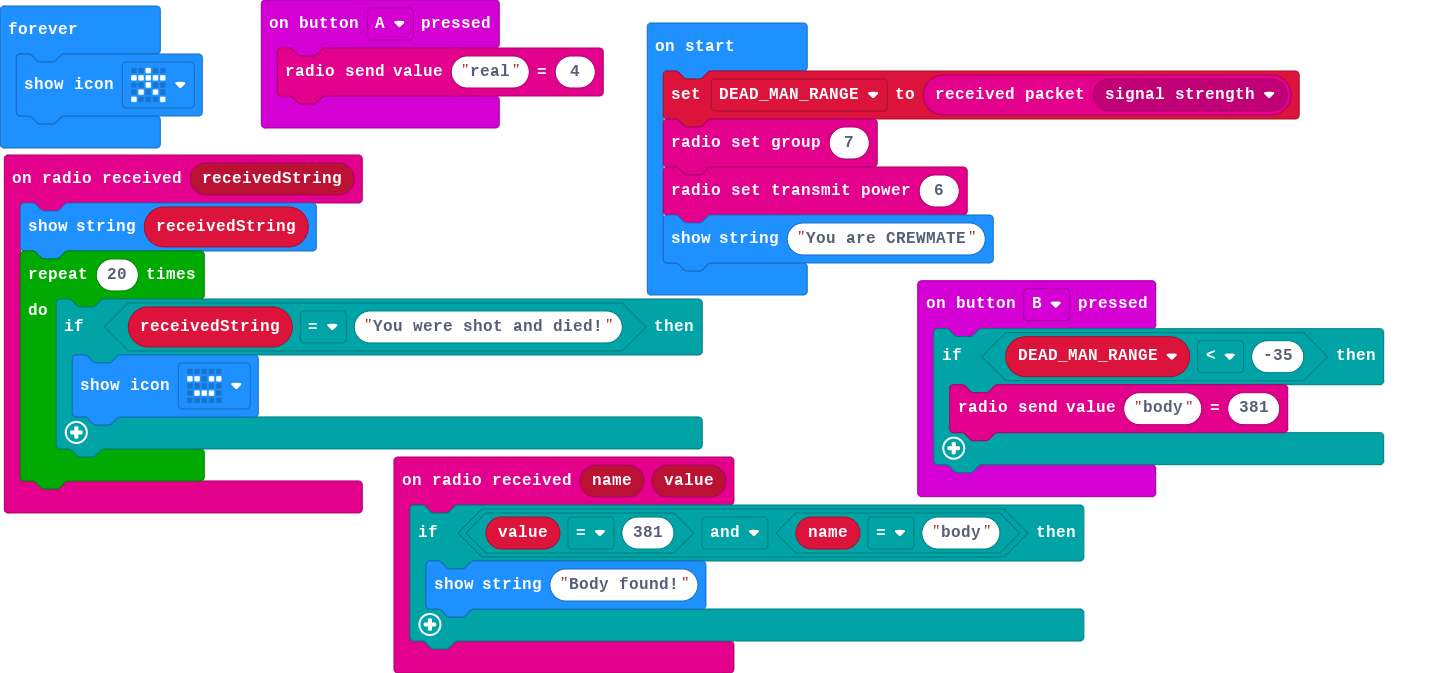 forever
show icon
on button A pressed
radio send value "real" = 4
on start
set DEAD_MAN_RANGE to received packet signal strength
radio set group 7
radio set transmit power 6
show string "You are CREWMATE"
on radio received receivedString
show string receivedString
repeat 20 times
do
if receivedString = "You were shot and died!" then
show icon
on button B pressed
if DEAD_MAN_RANGE < -35 then
radio send value "body" = 381
on radio received name value
if value = 381 and name = "body" then
show string "Body found!"